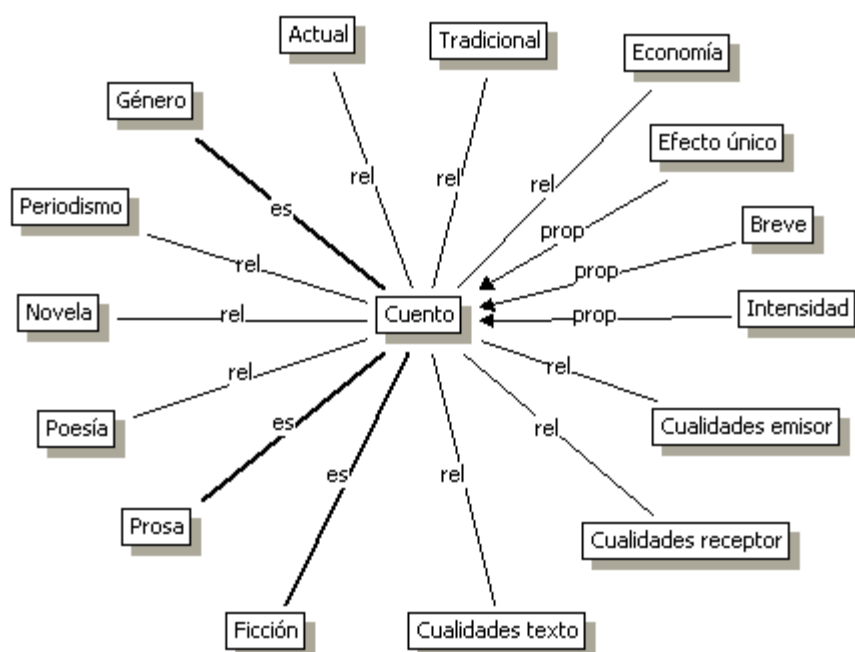 Actual
Tradicional
Economía
Género
Efecto único
Periodismo
Breve
Novela
Cuento
Intensidad
Poesía
Cualidades emisor
Prosa
Cualidades receptor
Ficción
Cualidades texto
rel
rel
rel
es
prop
rel
prop
rel
prop
rel
rel
es
rel
es
rel